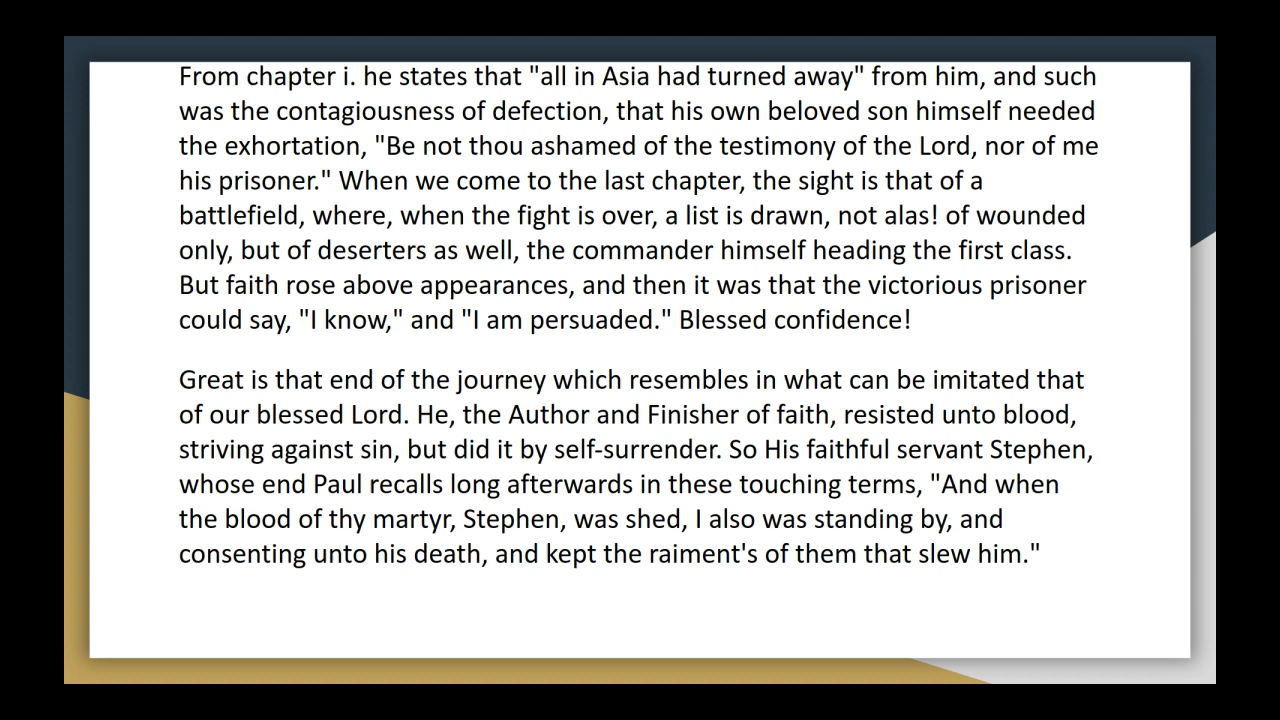 From chapter i. he states that "all in Asia had turned away" from him, and such
was the contagiousness of defection, that his own beloved son himself needed
the exhortation, "Be not thou ashamed of the testimony of the Lord, nor of me
his prisoner." When we come to the last chapter, the sight is that of a
battlefield, where, when the fight is over, a list is drawn, not alas! of wounded
only, but of deserters as well, the commander himself heading the first class.
But faith rose above appearances, and then it was that the victorious prisoner
could say, "I know," and "I am persuaded." Blessed confidence!
Great is that end of the journey which resembles in what can be imitated that
of our blessed Lord. He, the Author and Finisher of faith, resisted unto blood,
striving against sin, but did it by self-surrender. So His faithful servant Stephen,
whose end Paul recalls long afterwards in these touching terms, "And when
the blood of thy martyr, Stephen, was shed, I also was standing by, and
consenting unto his death, and kept the raiment's of them that slew him."